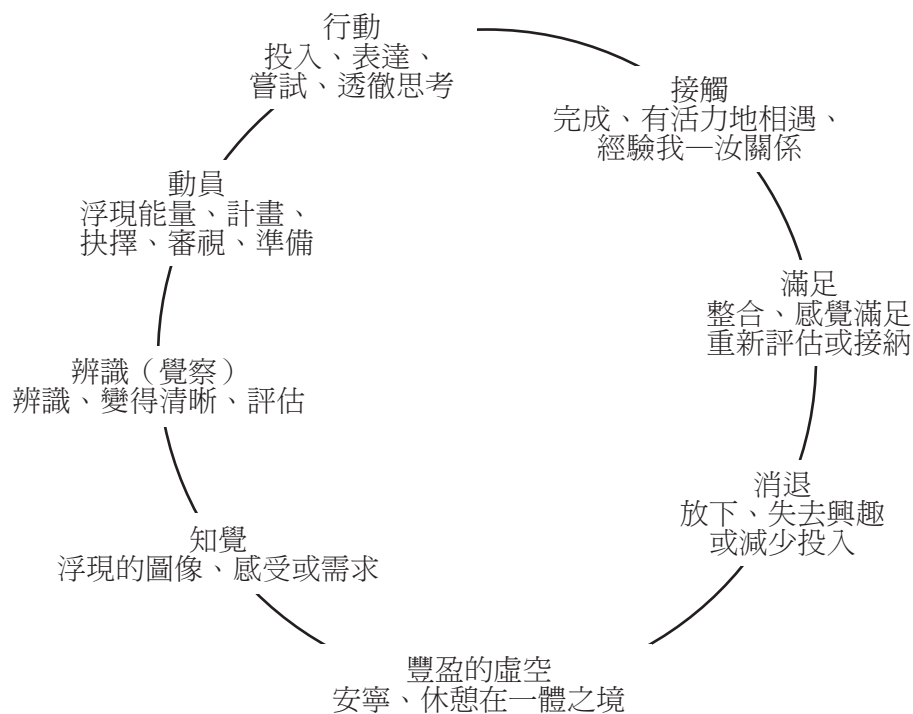 行動
投入、表達、
嘗試、透徹思考
接觸
完成、有活力地相遇、
經驗我—汝關係
動員
浮現能量、計畫、
抉擇、審視、準備
滿足
整合、感覺滿足
重新評估或接納
辨識（覺察）
辨識、變得清晰、評估
消退
放下、失去興趣
或減少投入
知覺
浮現的圖像、感受或需求
豐盈的虛空
安寧、休憩在一體之境